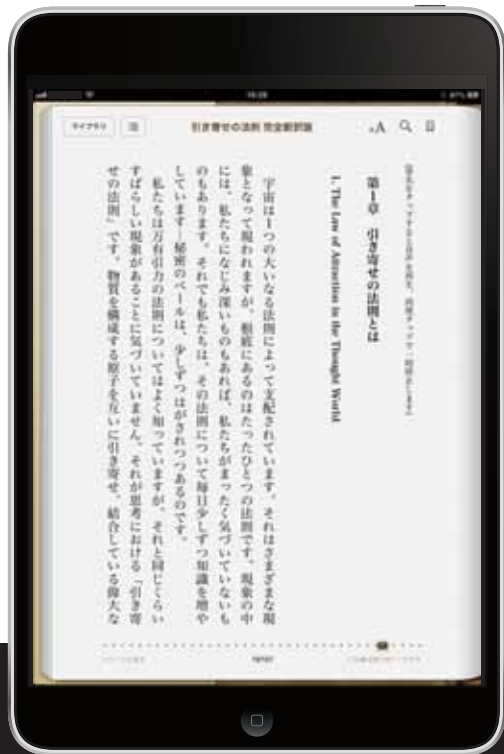 ライブラリ
引き寄せの法則 完全新訳版
AA
第1章 引き寄せの法則とは
1. The Law of Attraction in the Thought World
宇宙は1つの大いなる法則によって支配されています。それはさまざまな現
象となって現われますが、根底にあるのはたったひとつの法則です。現象の中
には、私たちになじみ深いものもあれば、私たちがまったく気づいていないも
のもあります。それでも私たちは、その法則について毎日少しずつ知識を増や
しています―秘密のベールは、少しずつはがされつつあるのです。
私たちは万有引力の法則についてはよく知っていますが、それと同じくらい
すばらしい現象があることに気づいていません。それが思考における「引き寄
せの法則」です。物質を構成する原子を互いに引き寄せ、結合している偉大な